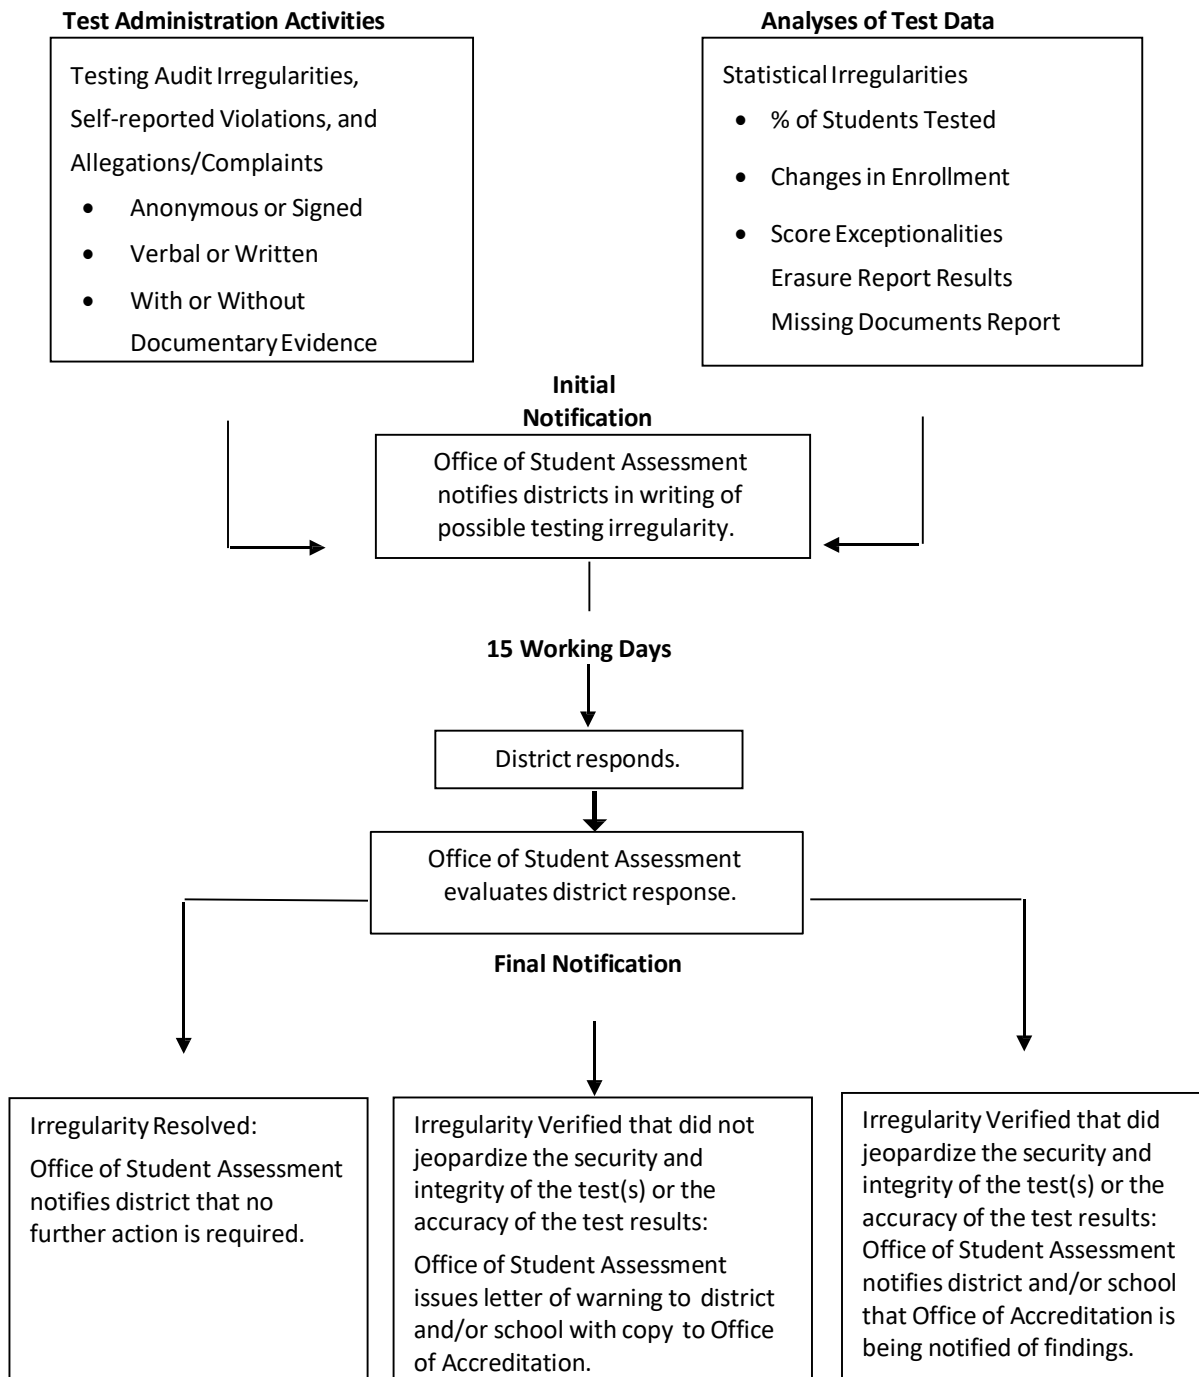 Test Administration Activities
Testing Audit Irregularities,
Self-reported Violations, and
Allegations/Complaints
• Anonymous or Signed
• Verbal or Written
• With or Without
Documentary Evidence
Analyses of Test Data
Statistical Irregularities
• % of Students Tested
• Changes in Enrollment
• Score Exceptionalities
Erasure Report Results
Missing Documents Report
Initial
Notification
Office of Student Assessment
notifies districts in writing of
possible testing irregularity.
15 Working Days
District responds.
Office of Student Assessment
evaluates district response.
Final Notification
Irregularity Resolved:
Office of Student Assessment
notifies district that no
further action is required.
Irregularity Verified that did not
jeopardize the security and
integrity of the test(s) or the
accuracy of the test results:
Office of Student Assessment
issues letter of warning to district
and/or school with copy to Office
of Accreditation.
Irregularity Verified that did
jeopardize the security and
integrity of the test(s) or the
accuracy of the test results:
Office of Student Assessment
notifies district and/or school
that Office of Accreditation is
being notified of findings.